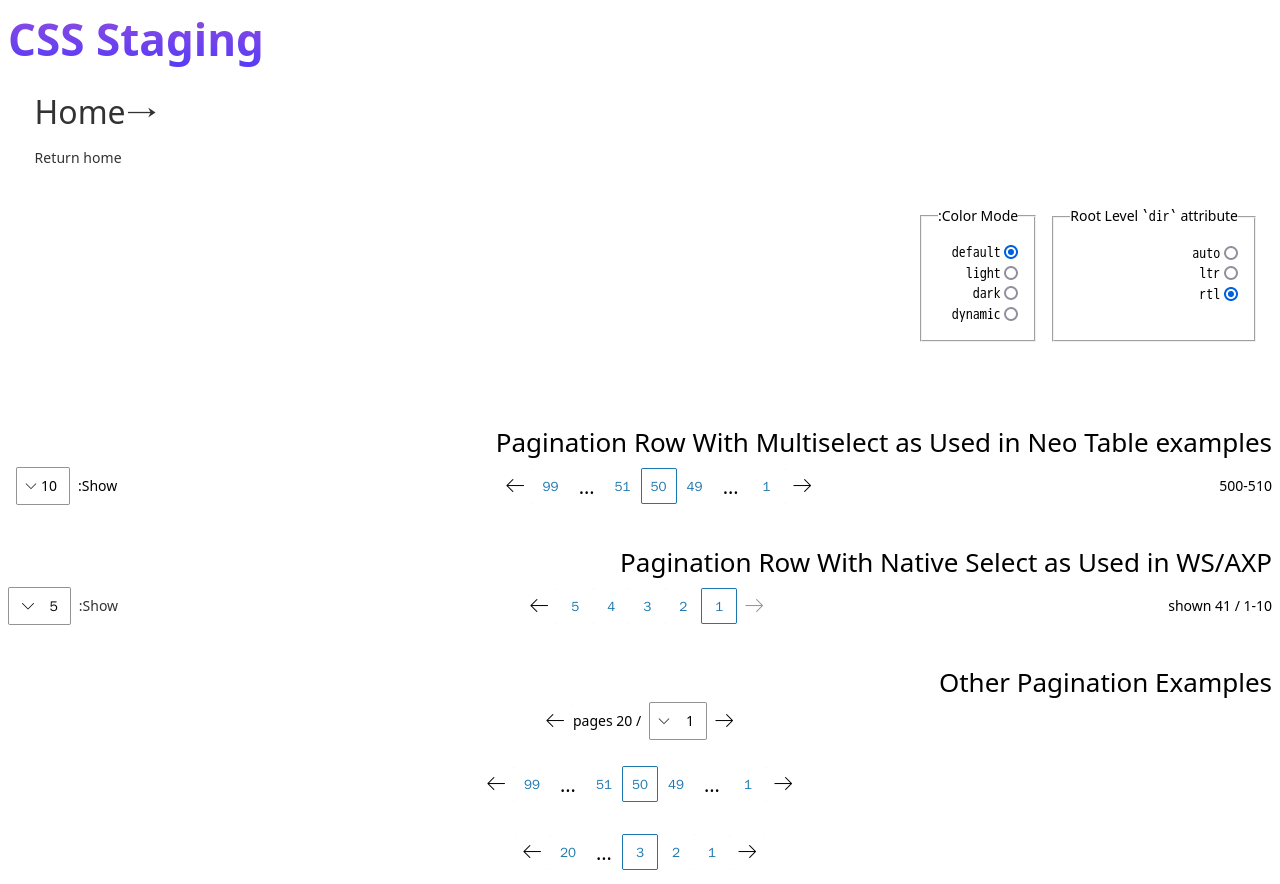 CSS Staging
Home→
Return home
Root Level `dir` attribute
auto
ltr
rtl
:Color Mode
default
light
dark
dynamic
Pagination Row With Multiselect as Used in Neo Table examples
10 :Show ← 99 ... 51 50 49 ... 1 → 500-510
Pagination Row With Native Select as Used in WS/AXP
5 :Show ← 5 4 3 2 1 → shown 41 / 1-10
Other Pagination Examples
← pages 20 / 1 →
← 99 ... 51 50 49 ... 1 →
← 20 ... 3 2 1 →